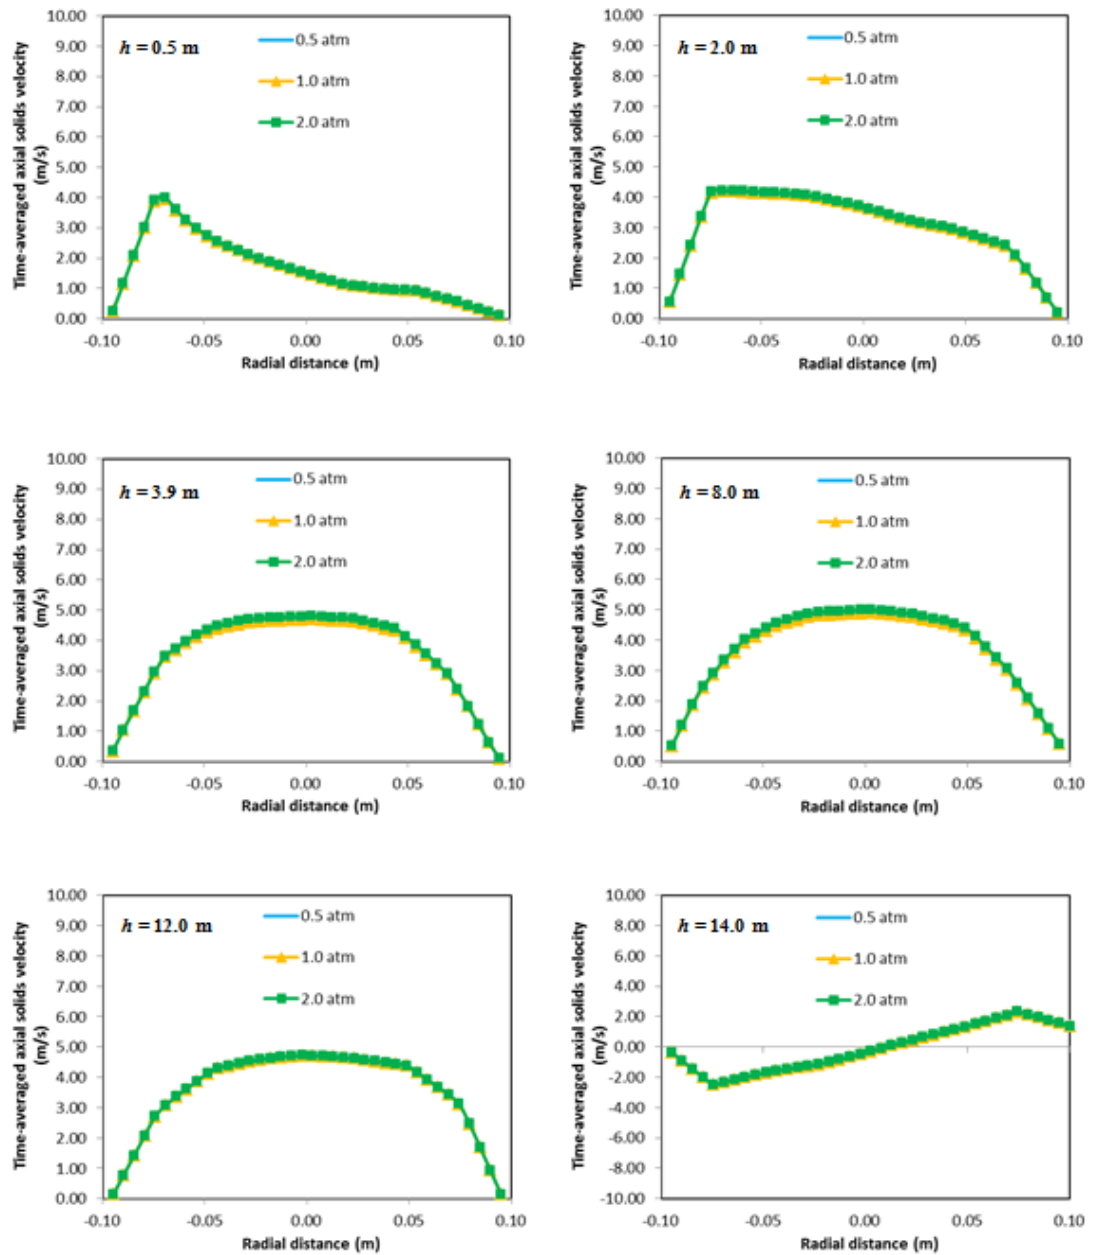 Time-averaged axial solids velocity
(m/s)
10.00
9.00
8.00
7.00
6.00
5.00
4.00
3.00
2.00
1.00
0.00
h = 0.5 m
0.5 atm
1.0 atm
2.0 atm
-0.10 -0.05 0.00 0.05 0.10
Radial distance (m)
Time-averaged axial solids velocity
(m/s)
10.00
9.00
8.00
7.00
6.00
5.00
4.00
3.00
2.00
1.00
0.00
h = 2.0 m
0.5 atm
1.0 atm
2.0 atm
-0.10 -0.05 0.00 0.05 0.10
Radial distance (m)
Time-averaged axial solids velocity
(m/s)
10.00
9.00
8.00
7.00
6.00
5.00
4.00
3.00
2.00
1.00
0.00
h = 3.9 m
0.5 atm
1.0 atm
2.0 atm
-0.10 -0.05 0.00 0.05 0.10
Radial distance (m)
Time-averaged axial solids velocity
(m/s)
10.00
9.00
8.00
7.00
6.00
5.00
4.00
3.00
2.00
1.00
0.00
h = 8.0 m
0.5 atm
1.0 atm
2.0 atm
-0.10 -0.05 0.00 0.05 0.10
Radial distance (m)
Time-averaged axial solids velocity
(m/s)
10.00
9.00
8.00
7.00
6.00
5.00
4.00
3.00
2.00
1.00
0.00
h = 12.0 m
0.5 atm
1.0 atm
2.0 atm
-0.10 -0.05 0.00 0.05 0.10
Radial distance (m)
Time-averaged axial solids velocity
(m/s)
10.00
8.00
6.00
4.00
2.00
0.00
-2.00
-4.00
-6.00
-8.00
-10.00
h = 14.0 m
0.5 atm
1.0 atm
2.0 atm
-0.10 -0.05 0.00 0.05 0.10
Radial distance (m)